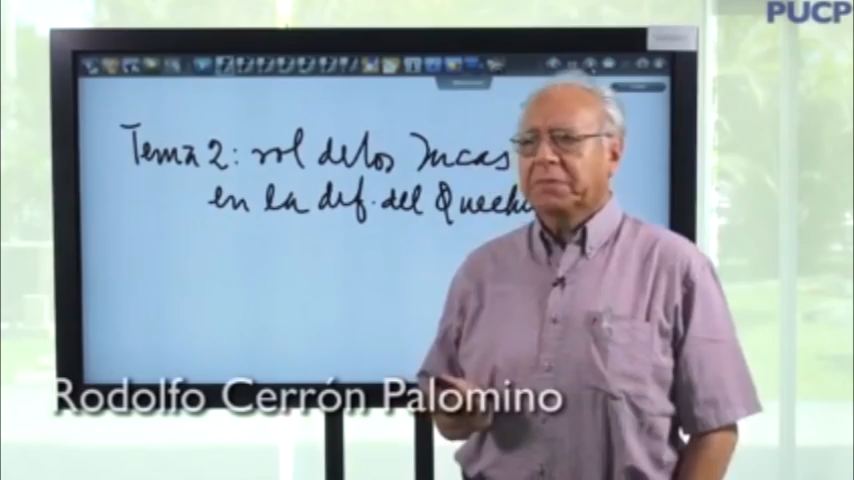 PUCP
Tema 2: rol de los Incas
en la dif. del Quechu
Rodolfo Cerrón Palomino